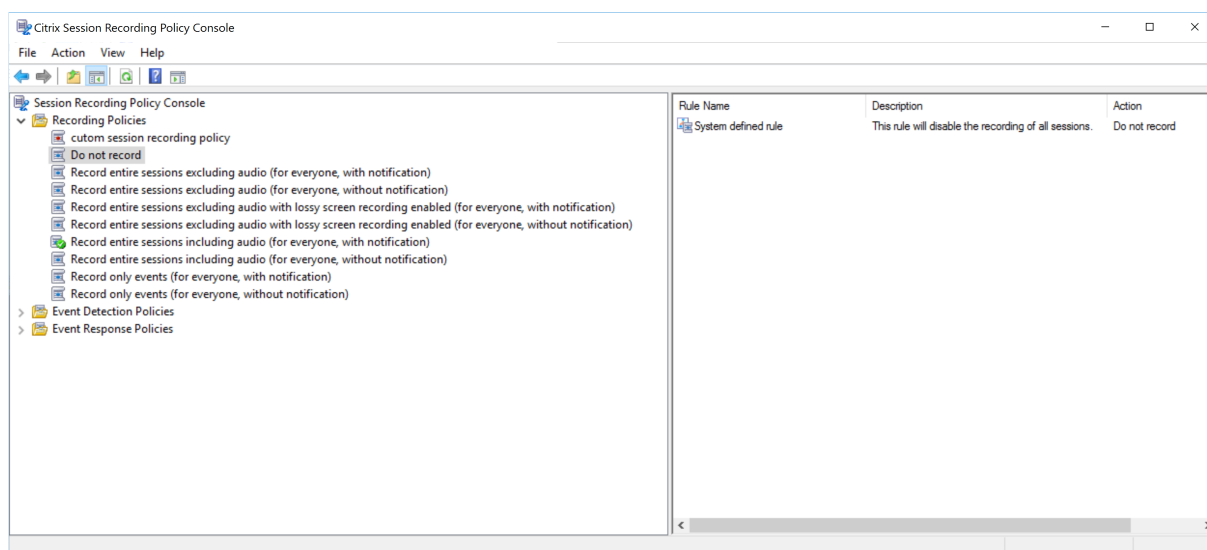 Citrix Session Recording Policy Console
File Action View Help
Session Recording Policy Console
Recording Policies
cutom session recording policy
Do not record
Record entire sessions excluding audio (for everyone, with notification)
Record entire sessions excluding audio (for everyone, without notification)
Record entire sessions excluding audio with lossy screen recording enabled (for everyone, with notification)
Record entire sessions excluding audio with lossy screen recording enabled (for everyone, without notification)
Record entire sessions including audio (for everyone, with notification)
Record entire sessions including audio (for everyone, without notification)
Record only events (for everyone, with notification)
Record only events (for everyone, without notification)
Event Detection Policies
Event Response Policies
Rule Name Description Action
System defined rule This rule will disable the recording of all sessions. Do not record